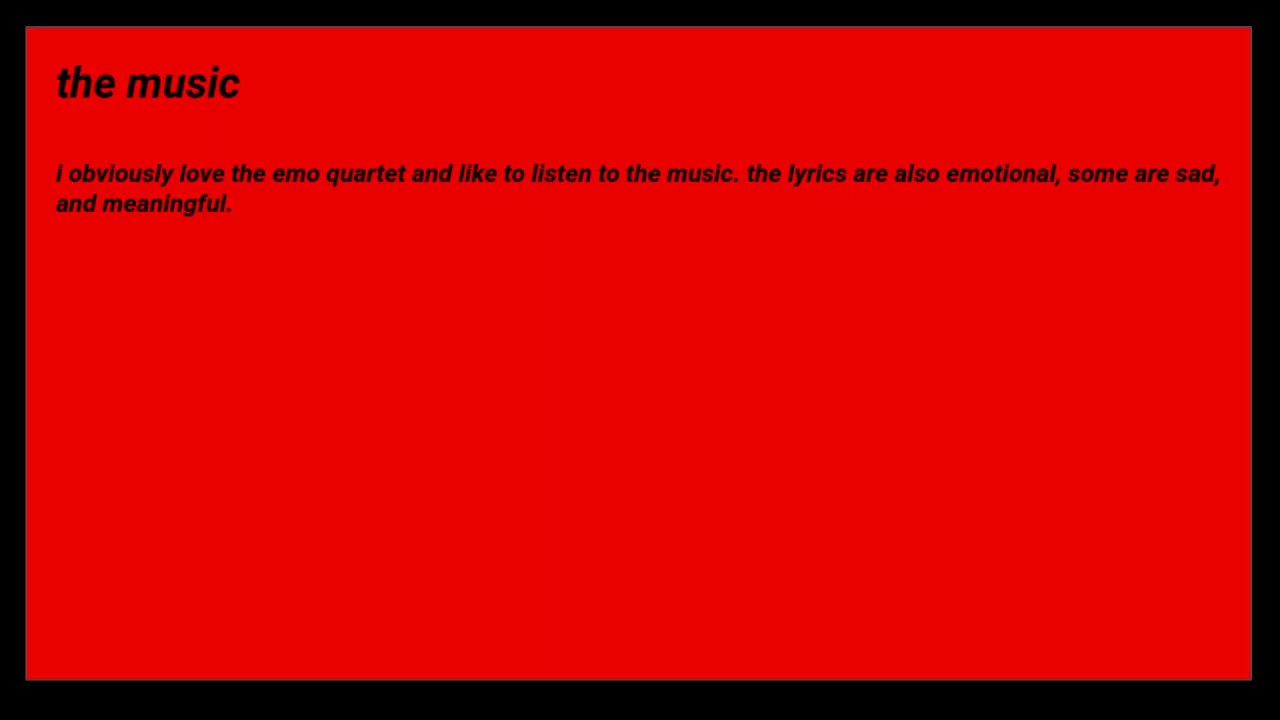 the music
i obviously love the emo quartet and like to listen to the music. the lyrics are also emotional, some are sad,
and meaningful.